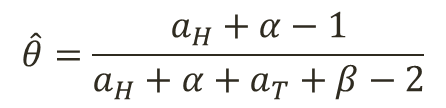 θ̂ = (a_H + α − 1) / (a_H + α + a_T + β − 2)